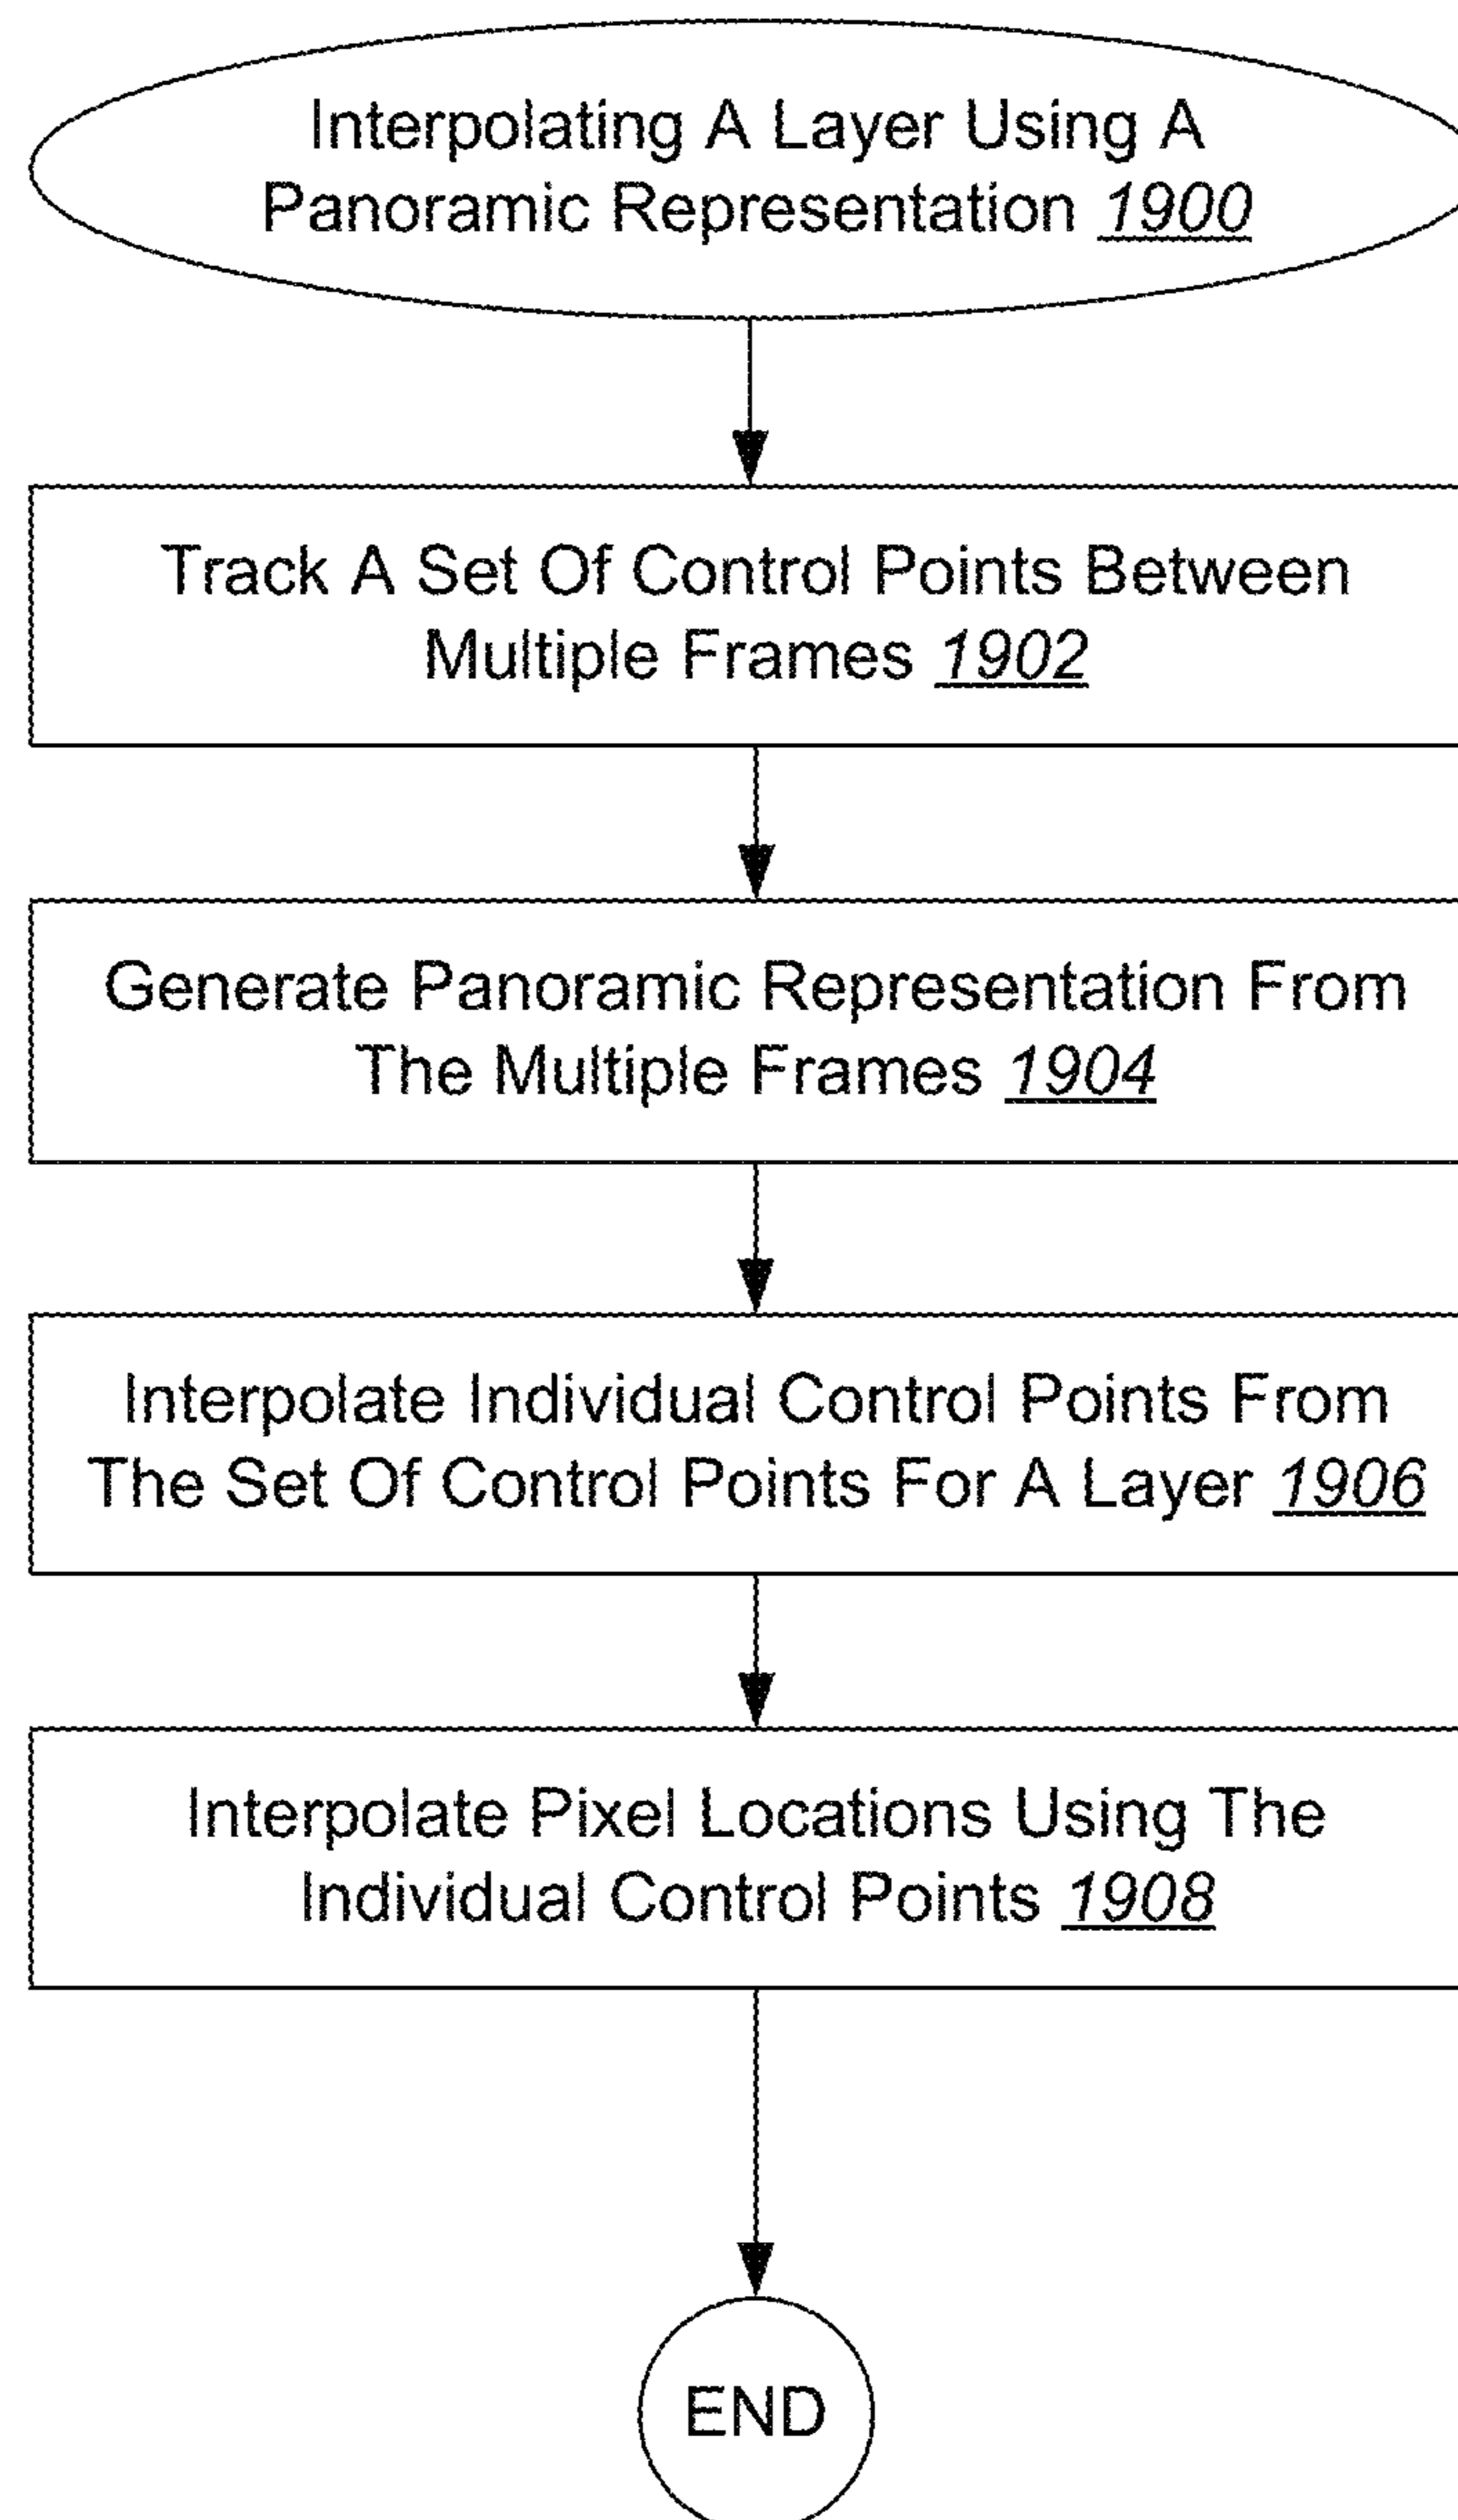 Interpolating A Layer Using A
Panoramic Representation 1900
Track A Set Of Control Points Between
Multiple Frames 1902
Generate Panoramic Representation From
The Multiple Frames 1904
Interpolate Individual Control Points From
The Set Of Control Points For A Layer 1906
Interpolate Pixel Locations Using The
Individual Control Points 1908
END